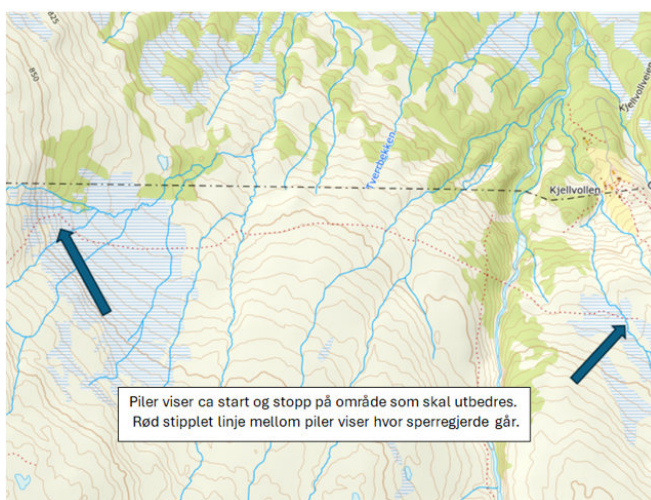 825
850
Kjellvollveien
Tverrbekken
Kjellvollen
Piler viser ca start og stopp på område som skal utbedres.
Rød stipplet linje mellom piler viser hvor sperregjerde går.